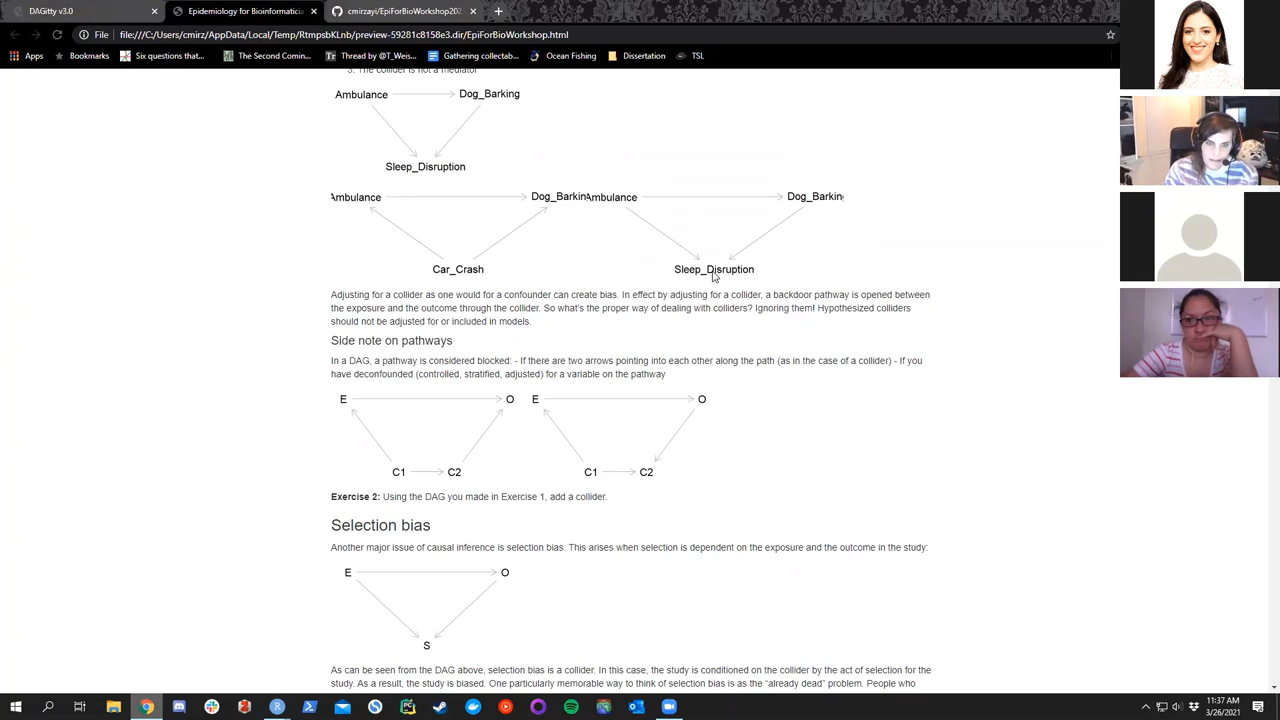 DAGitty v3.0
Epidemiology for Bioinformatician
cmirzay/EpiforBioWorkshop202
File
file:///C:/Users/cmirz/AppData/Local/Temp/RtmpsbKLnb/preview-59281c8158e3.dir/EpiForBioWorkshop.html
Apps
Bookmarks
Six questions that...
The Second Comin...
Thread by @T_Weis...
Gathering collectab...
Ocean Fishing
Dissertation
TSL
3. The collider is not a mediator
Ambulance
Dog_Barking
Sleep_Disruption
Ambulance
Dog_Barkin
Ambulance
Dog_Barkin
Car_Crash
Sleep_Disruption
Adjusting for a collider as one would for a confounder can create bias. In effect by adjusting for a collider, a backdoor pathway is opened between
the exposure and the outcome through the collider. So what's the proper way of dealing with colliders? Ignoring them! Hypothesized colliders
should not be adjusted for or included in models.
Side note on pathways
In a DAG, a pathway is considered blocked: - If there are two arrows pointing into each other along the path (as in the case of a collider) - If you
have deconfounded (controlled, stratified, adjusted) for a variable on the pathway
E
O
E
O
C1
C2
C1
C2
Exercise 2: Using the DAG you made in Exercise 1, add a collider.
Selection bias
Another major issue of causal inference is selection bias. This arises when selection is dependent on the exposure and the outcome in the study:
E
O
S
As can be seen from the DAG above, selection bias is a collider. In this case, the study is conditioned on the collider by the act of selection for the
study. As a result, the study is biased. One particularly memorable way to think of selection bias is as the "already dead" problem. People who
11:37 AM
3/26/2021